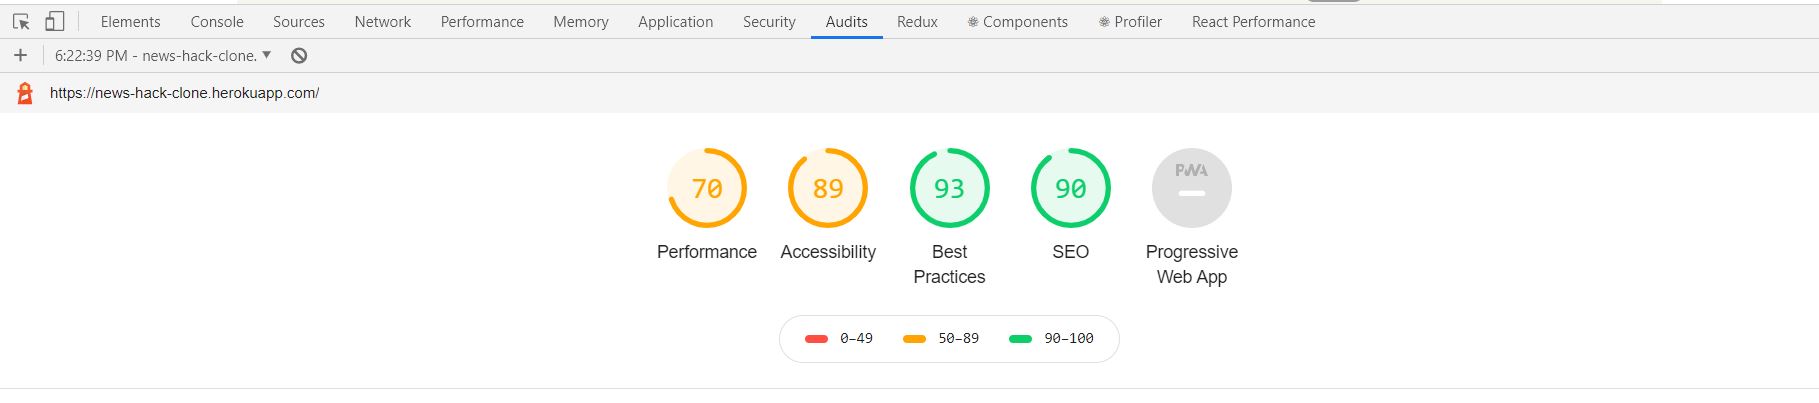 Elements Console Sources Network Performance Memory Application Security Audits Redux ⚛ Components ⚛ Profiler React Performance
6:22:39 PM - news-hack-clone. ▼
https://news-hack-clone.herokuapp.com/
70 89 93 90 PWA
Performance Accessibility Best Practices SEO Progressive Web App
0–49 50–89 90–100